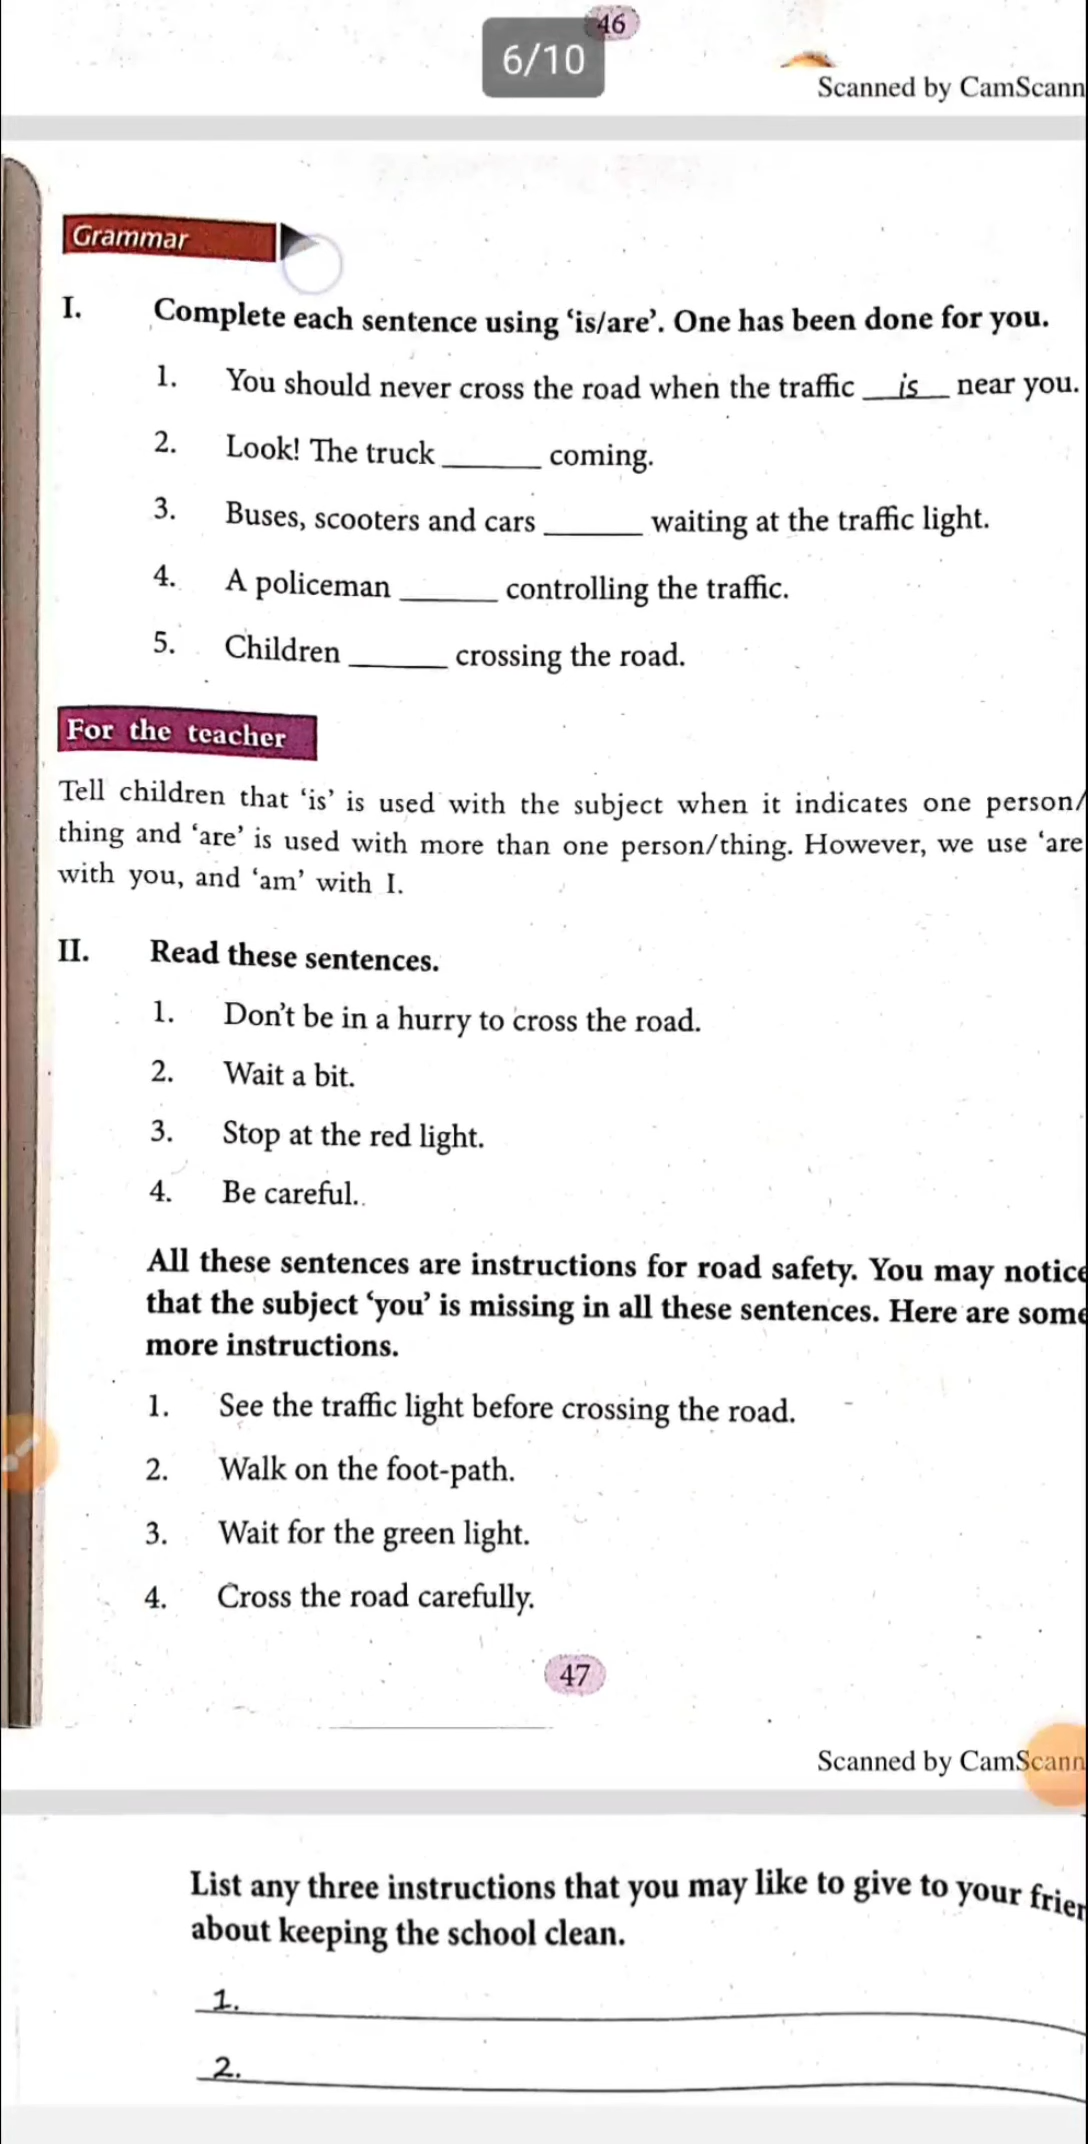 46
6/10
Scanned by CamScann
Grammar
I. Complete each sentence using ‘is/are’. One has been done for you.
1. You should never cross the road when the traffic __is__ near you.
2. Look! The truck ______ coming.
3. Buses, scooters and cars ______ waiting at the traffic light.
4. A policeman ______ controlling the traffic.
5. Children ______ crossing the road.
For the teacher
Tell children that ‘is’ is used with the subject when it indicates one person/
thing and ‘are’ is used with more than one person/thing. However, we use ‘are
with you, and ‘am’ with I.
II. Read these sentences.
1. Don’t be in a hurry to cross the road.
2. Wait a bit.
3. Stop at the red light.
4. Be careful.
All these sentences are instructions for road safety. You may notice
that the subject ‘you’ is missing in all these sentences. Here are some
more instructions.
1. See the traffic light before crossing the road.
2. Walk on the foot-path.
3. Wait for the green light.
4. Cross the road carefully.
47
Scanned by CamScann
List any three instructions that you may like to give to your frien
about keeping the school clean.
1.
2.